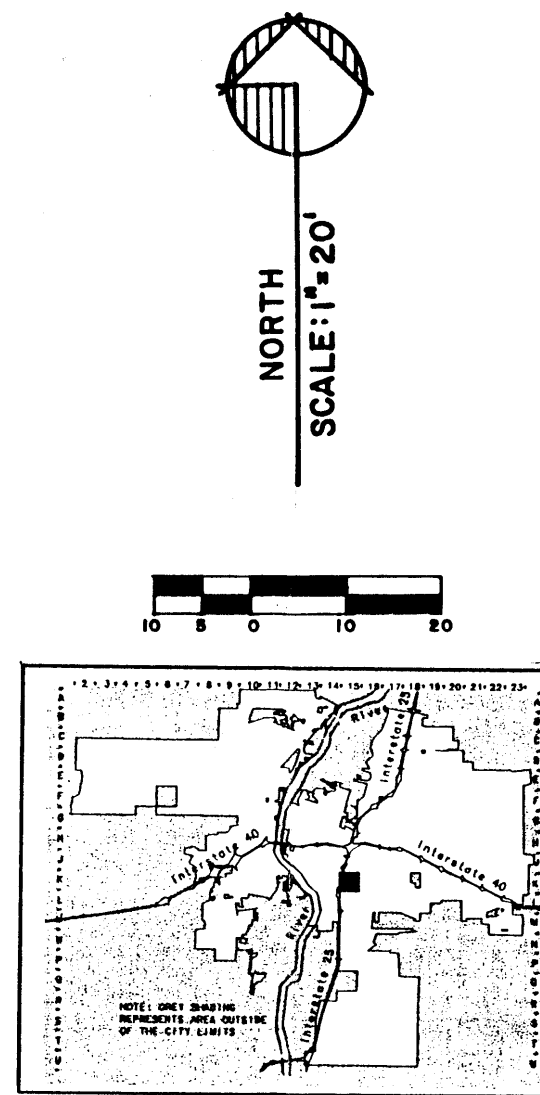 NORTH
SCALE: 1"=20'
10 5 0 10 20
2 3 4 5 6 7 8 9 10 11 12 13 14 15 16 17 18 19 20 21 22 23
River
Interstate 25
Interstate 40
Interstate 40
River
Interstate 25
NOTE: GREY SHADING
REPRESENTS AREA OUTSIDE
OF THE CITY LIMITS